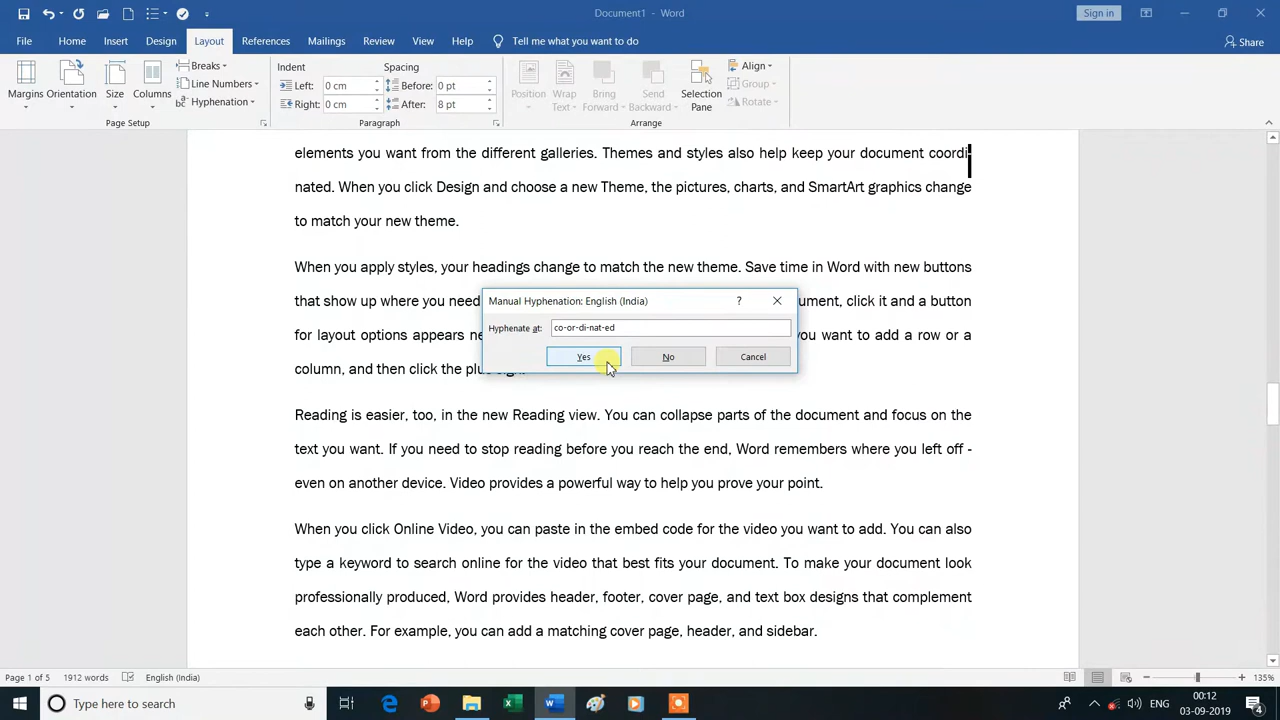 Document1 - Word
Sign in
File Home Insert Design Layout References Mailings Review View Help Tell me what you want to do Share
Margins Orientation Size Columns
Breaks
Line Numbers
Hyphenation
Page Setup
Indent Spacing
Left: 0 cm Before: 0 pt
Right: 0 cm After: 8 pt
Paragraph
Position Wrap Text Bring Forward Send Backward Selection Pane
Align
Group
Rotate
Arrange
elements you want from the different galleries. Themes and styles also help keep your document coordi-
nated. When you click Design and choose a new Theme, the pictures, charts, and SmartArt graphics change
to match your new theme.
When you apply styles, your headings change to match the new theme. Save time in Word with new buttons
that show up where you need
ument, click it and a button
for layout options appears ne
you want to add a row or a
column, and then click the plu
Manual Hyphenation: English (India) ?
Hyphenate at: co-or-di-nat-ed
Yes No Cancel
Reading is easier, too, in the new Reading view. You can collapse parts of the document and focus on the
text you want. If you need to stop reading before you reach the end, Word remembers where you left off -
even on another device. Video provides a powerful way to help you prove your point.
When you click Online Video, you can paste in the embed code for the video you want to add. You can also
type a keyword to search online for the video that best fits your document. To make your document look
professionally produced, Word provides header, footer, cover page, and text box designs that complement
each other. For example, you can add a matching cover page, header, and sidebar.
Page 1 of 5 1912 words English (India) 135%
Type here to search
ENG
00:12
03-09-2019
4